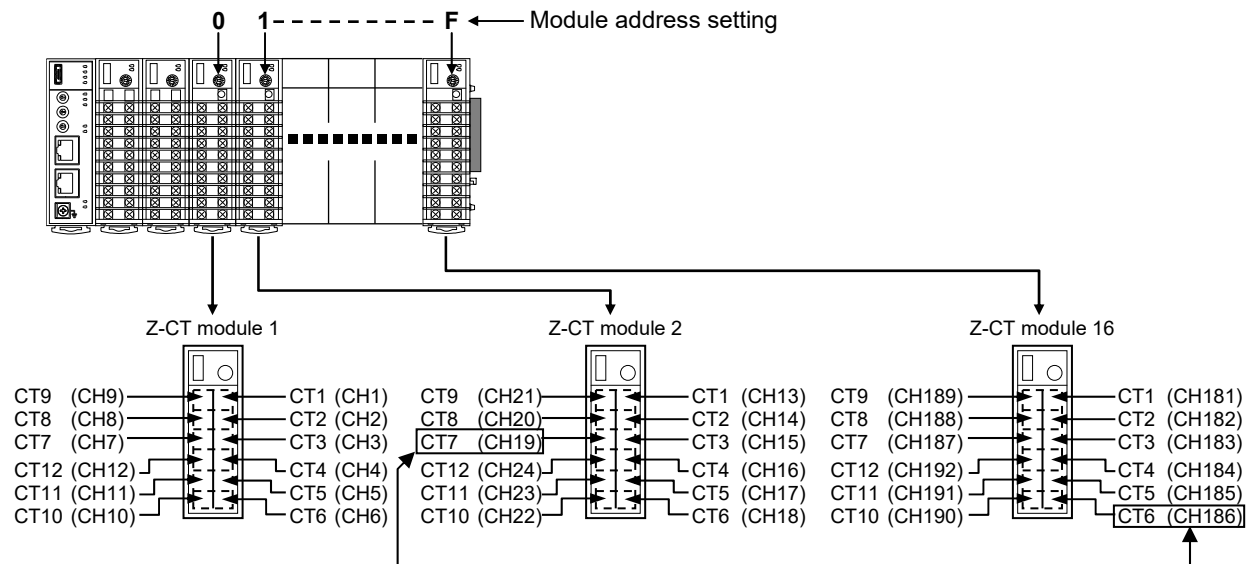 0 1 F Module address setting
Z-CT module 1 Z-CT module 2 Z-CT module 16
CT9 (CH9) CT1 (CH1) CT9 (CH21) CT1 (CH13) CT9 (CH189) CT1 (CH181)
CT8 (CH8) CT2 (CH2) CT8 (CH20) CT2 (CH14) CT8 (CH188) CT2 (CH182)
CT7 (CH7) CT3 (CH3) CT7 (CH19) CT3 (CH15) CT7 (CH187) CT3 (CH183)
CT12 (CH12) CT4 (CH4) CT12 (CH24) CT4 (CH16) CT12 (CH192) CT4 (CH184)
CT11 (CH11) CT5 (CH5) CT11 (CH23) CT5 (CH17) CT11 (CH191) CT5 (CH185)
CT10 (CH10) CT6 (CH6) CT10 (CH22) CT6 (CH18) CT10 (CH190) CT6 (CH186)